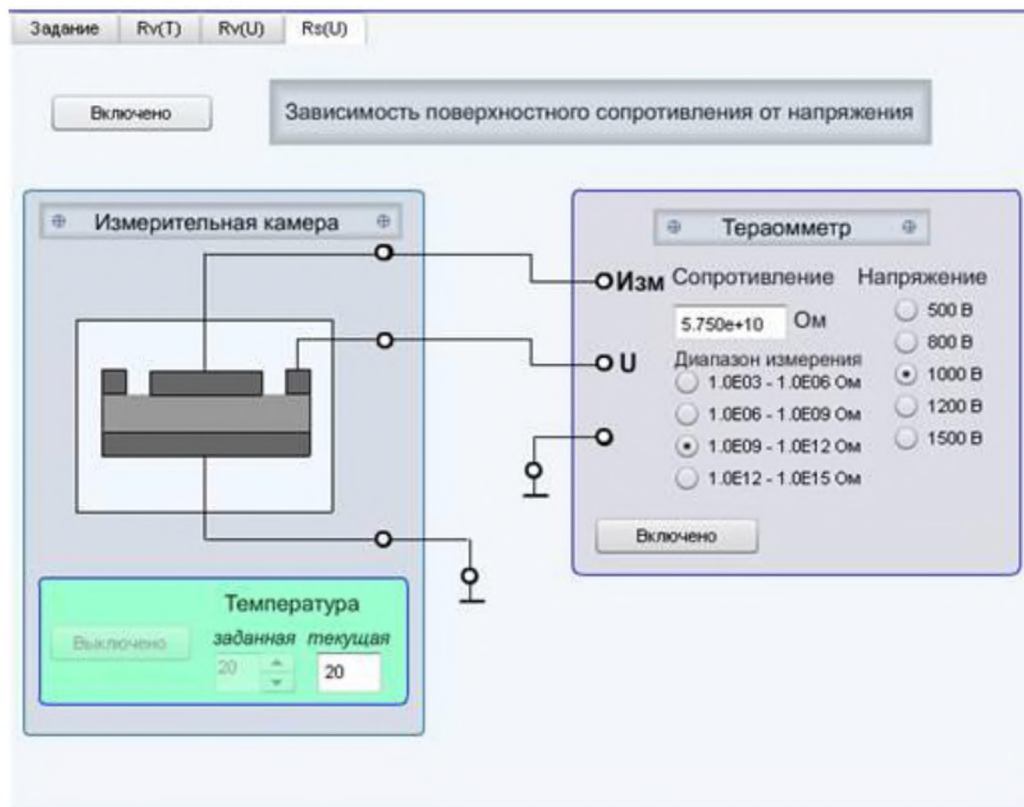 Задание Rv(T) Rv(U) Rs(U)
Включено
Зависимость поверхностного сопротивления от напряжения
Измерительная камера
Температура
Выключено
заданная текущая
20 20
Тераомметр
Изм Сопротивление Напряжение
5.750e+10 Ом
U
Диапазон измерения
1.0E03 - 1.0E06 Ом
1.0E06 - 1.0E09 Ом
1.0E09 - 1.0E12 Ом
1.0E12 - 1.0E15 Ом
500 В
800 В
1000 В
1200 В
1500 В
Включено